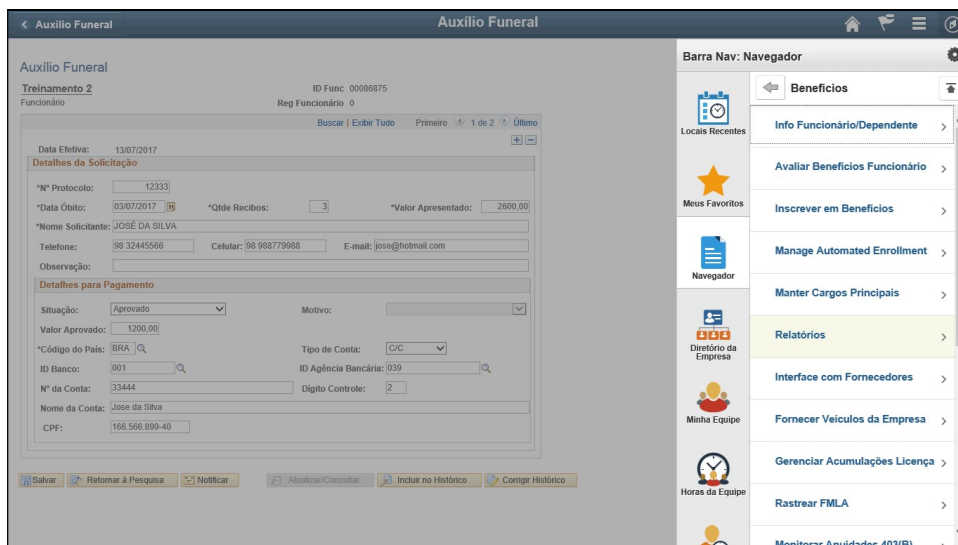 Auxílio Funeral
Auxílio Funeral
Auxílio Funeral
Treinamento 2
ID Func 00086875
Funcionário
Reg Funcionário 0
Buscar | Exibir Tudo Primeiro 1 de 2 Último
Data Efetiva: 13/07/2017
Detalhes da Solicitação
*Nº Protocolo: 12333
*Data Óbito: 03/07/2017 *Qtde Recibos: 3 *Valor Apresentado: 2600,00
*Nome Solicitante: JOSÉ DA SILVA
Telefone: 98 32445566 Celular: 98 988779988 E-mail: jose@hotmail.com
Observação:
Detalhes para Pagamento
Situação: Aprovado Motivo:
Valor Aprovado: 1200,00
*Código do País: BRA Tipo de Conta: C/C
ID Banco: 001 ID Agência Bancária: 039
Nº da Conta: 33444 Dígito Controle: 2
Nome da Conta: Jose da Silva
CPF: 166.566.899-40
Salvar Retornar à Pesquisa Notificar Atualizar/Consultar Incluir no Histórico Corrigir Histórico
Barra Nav: Navegador
Locais Recentes
Meus Favoritos
Navegador
Diretório da
Empresa
Minha Equipe
Horas da Equipe
Benefícios
Info Funcionário/Dependente
Avaliar Benefícios Funcionário
Inscrever em Benefícios
Manage Automated Enrollment
Manter Cargos Principais
Relatórios
Interface com Fornecedores
Fornecer Veículos da Empresa
Gerenciar Acumulações Licença
Rastrear FMLA
Monitorar Anuidades 403(B)